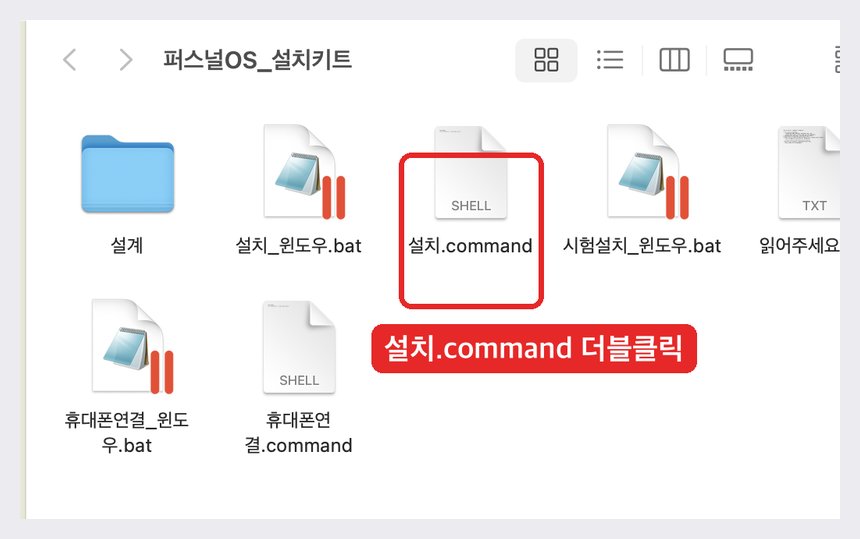 퍼스널OS_설치키트
SHELL
TXT
설계
설치_윈도우.bat
설치.command
시험설치_윈도우.bat
읽어주세요
SHELL
설치.command 더블클릭
휴대폰연결_윈도
우.bat
휴대폰연
결.command